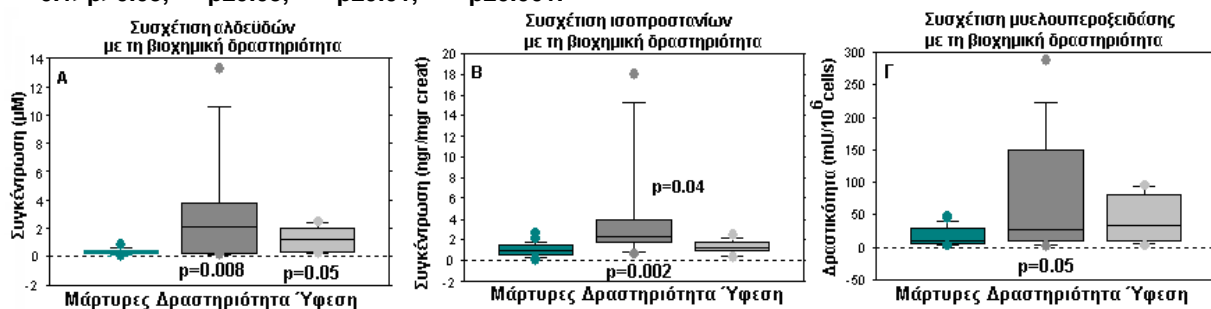 Συσχέτιση αλδεϋδών
με τη βιοχημική δραστηριότητα
Α
Συγκέντρωση (μM)
14
12
10
8
6
4
2
0
-2
p=0.008
p=0.05
Μάρτυρες Δραστηριότητα Ύφεση
Συσχέτιση ισοπροστανίων
με τη βιοχημική δραστηριότητα
Β
Συγκέντρωση (ngr/mgr creat)
20
18
16
14
12
10
8
6
4
2
0
-2
p=0.04
p=0.002
Μάρτυρες Δραστηριότητα Ύφεση
Συσχέτιση μυελουπεροξειδάσης
με τη βιοχημική δραστηριότητα
Γ
Δραστικότητα (mU/10^6 cells)
300
250
200
150
100
50
0
-50
p=0.05
Μάρτυρες Δραστηριότητα Ύφεση